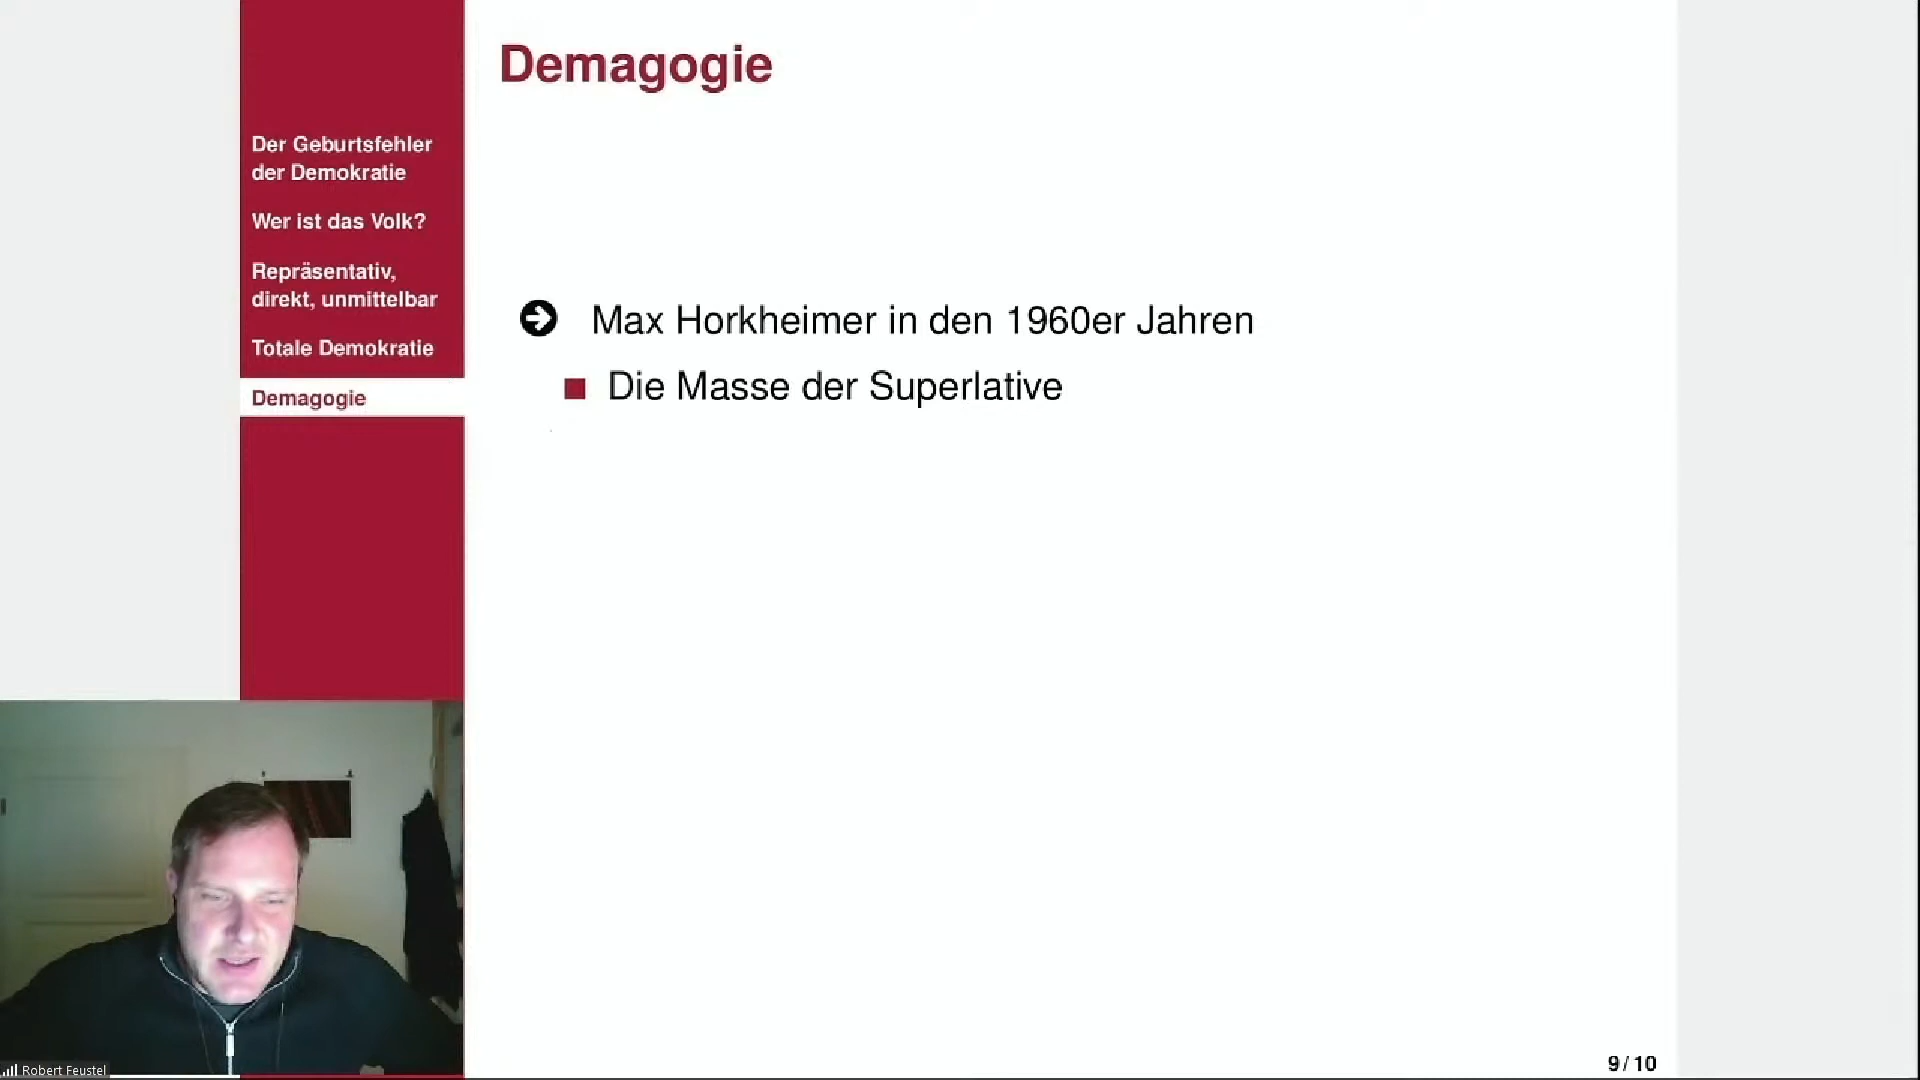 Demagogie
Der Geburtsfehler
der Demokratie
Wer ist das Volk?
Repräsentativ,
direkt, unmittelbar
Totale Demokratie
Demagogie
Max Horkheimer in den 1960er Jahren
Die Masse der Superlative
Robert Feustel
9 / 10